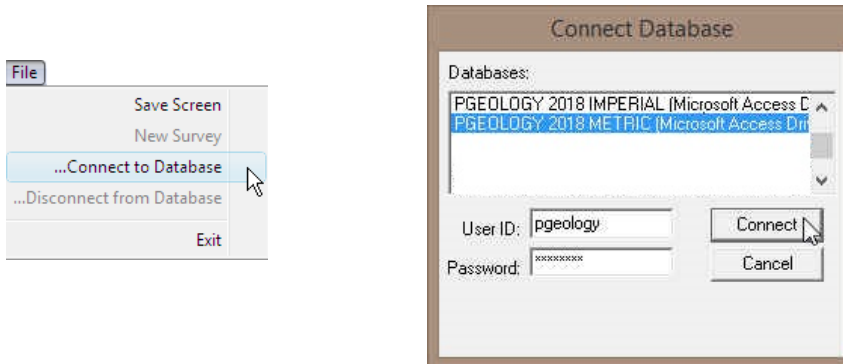 File
Save Screen
New Survey
...Connect to Database
...Disconnect from Database
Exit
Connect Database
Databases:
PGEOLOGY 2018 IMPERIAL (Microsoft Access D
PGEOLOGY 2018 METRIC (Microsoft Access Dri
User ID: pgeology
Connect
Password: xxxxxxxx
Cancel